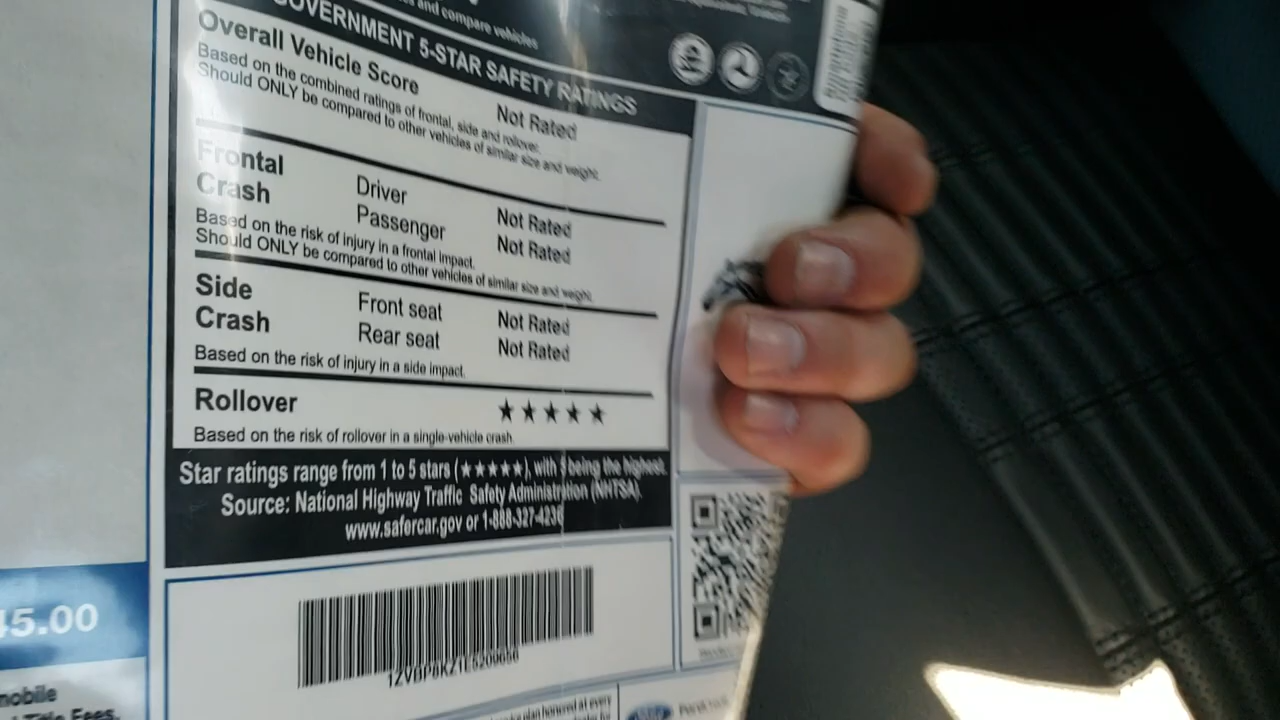 and compare vehicles
GOVERNMENT 5-STAR SAFETY RATINGS
Overall Vehicle Score
Not Rated
Based on the combined ratings of frontal, side and rollover.
Should ONLY be compared to other vehicles of similar size and weight.
Frontal Crash
Driver
Not Rated
Passenger
Not Rated
Based on the risk of injury in a frontal impact.
Should ONLY be compared to other vehicles of similar size and weight.
Side Crash
Front seat
Not Rated
Rear seat
Not Rated
Based on the risk of injury in a side impact.
Rollover
★★★★★
Based on the risk of rollover in a single-vehicle crash.
Star ratings range from 1 to 5 stars (★★★★★), with 5 being the highest.
Source: National Highway Traffic Safety Administration (NHTSA).
www.safercar.gov or 1-888-327-4236
45.00
1ZVBP8KZ1E5209656
Title Fees,